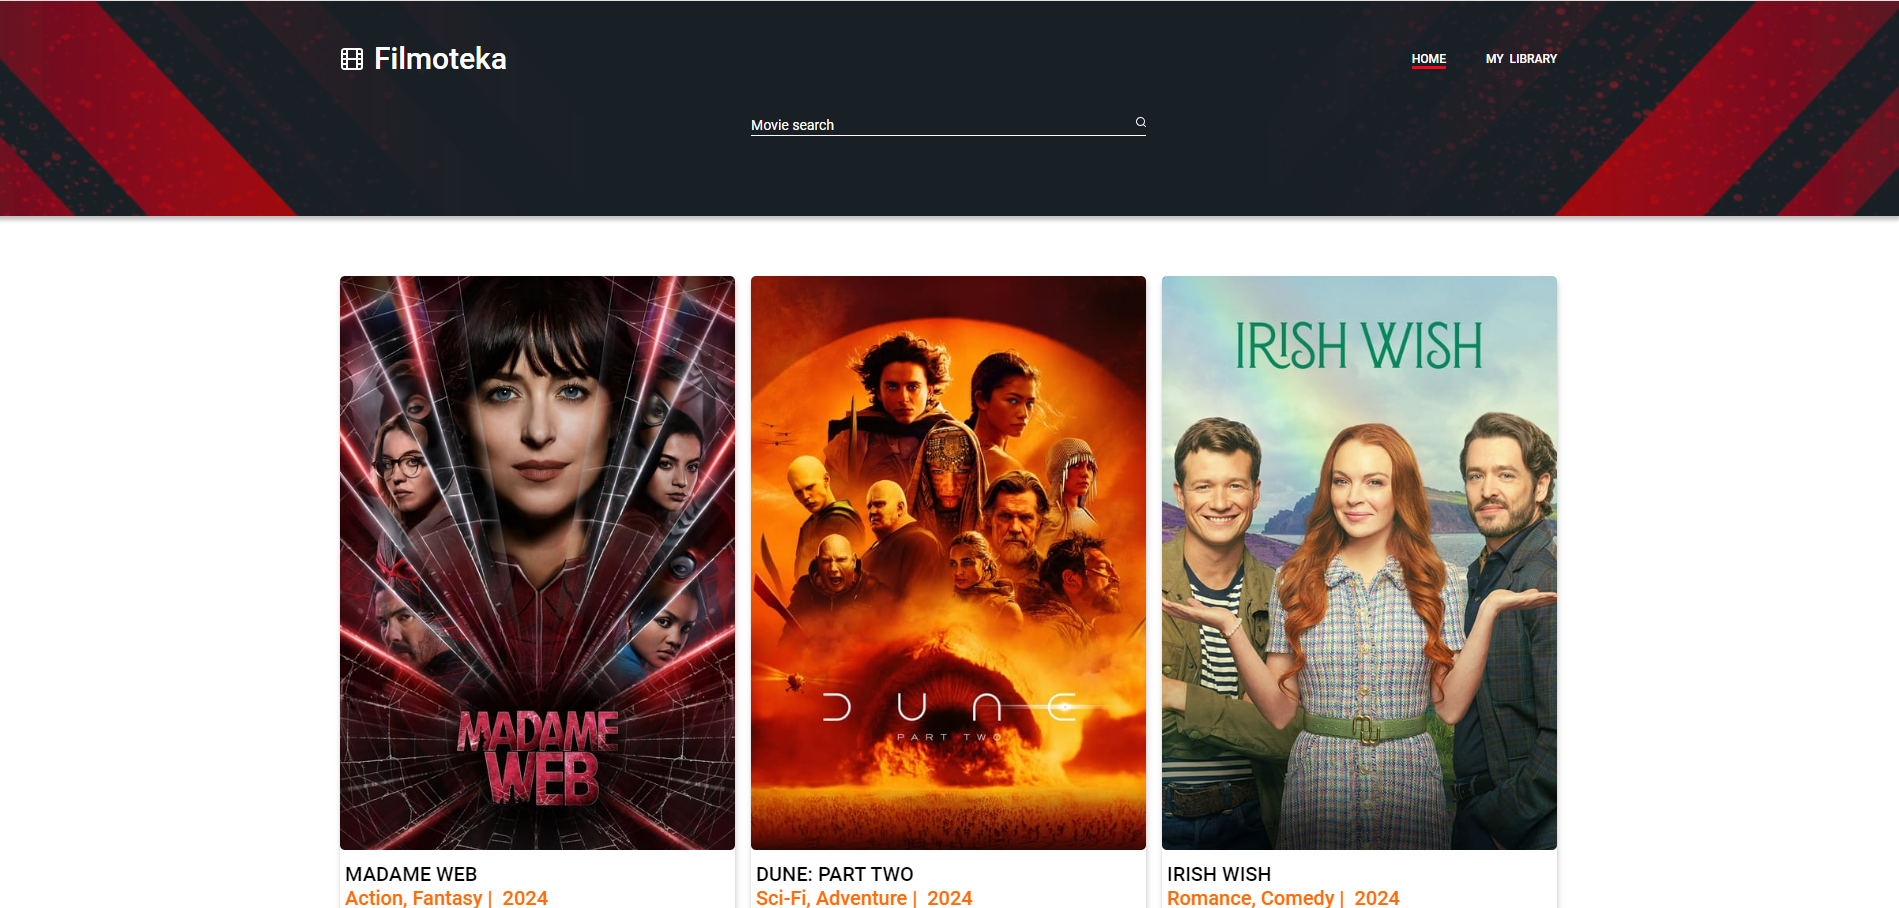 Filmoteka
HOME
MY LIBRARY
Movie search
MADAME
WEB
DUNE
PART TWO
IRISH WISH
MADAME WEB
Action, Fantasy | 2024
DUNE: PART TWO
Sci-Fi, Adventure | 2024
IRISH WISH
Romance, Comedy | 2024